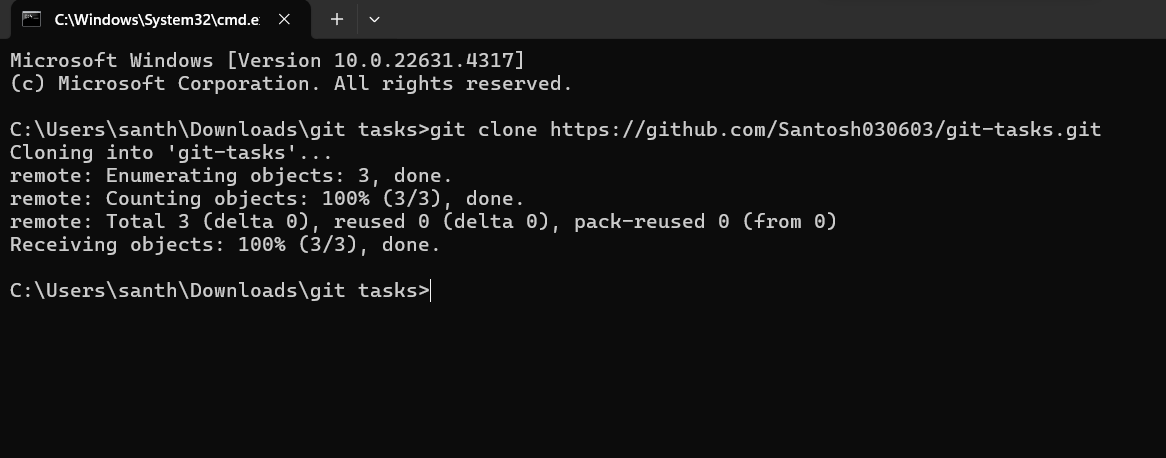 C:\Windows\System32\cmd.e
Microsoft Windows [Version 10.0.22631.4317]
(c) Microsoft Corporation. All rights reserved.
C:\Users\santh\Downloads\git tasks>git clone https://github.com/Santosh030603/git-tasks.git
Cloning into 'git-tasks'...
remote: Enumerating objects: 3, done.
remote: Counting objects: 100% (3/3), done.
remote: Total 3 (delta 0), reused 0 (delta 0), pack-reused 0 (from 0)
Receiving objects: 100% (3/3), done.
C:\Users\santh\Downloads\git tasks>